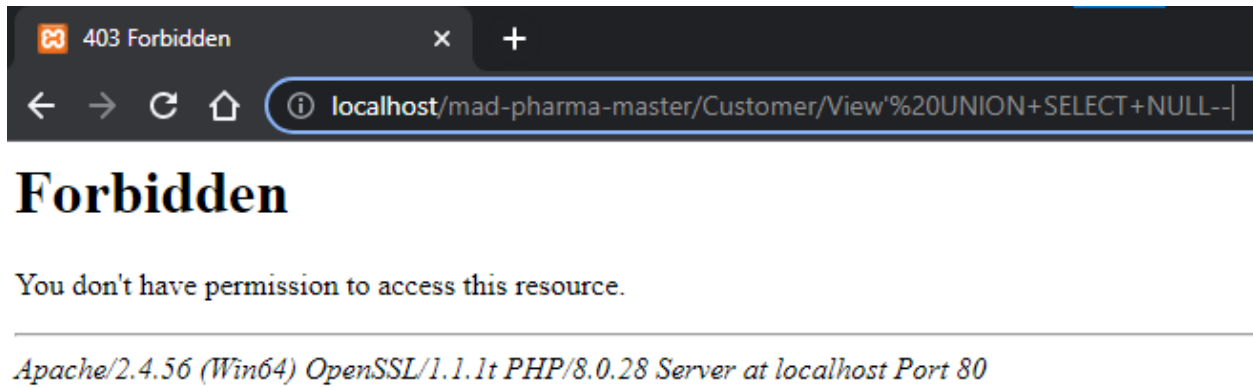 403 Forbidden
localhost/mad-pharma-master/Customer/View'%20UNION+SELECT+NULL--
Forbidden
You don't have permission to access this resource.
Apache/2.4.56 (Win64) OpenSSL/1.1.1t PHP/8.0.28 Server at localhost Port 80